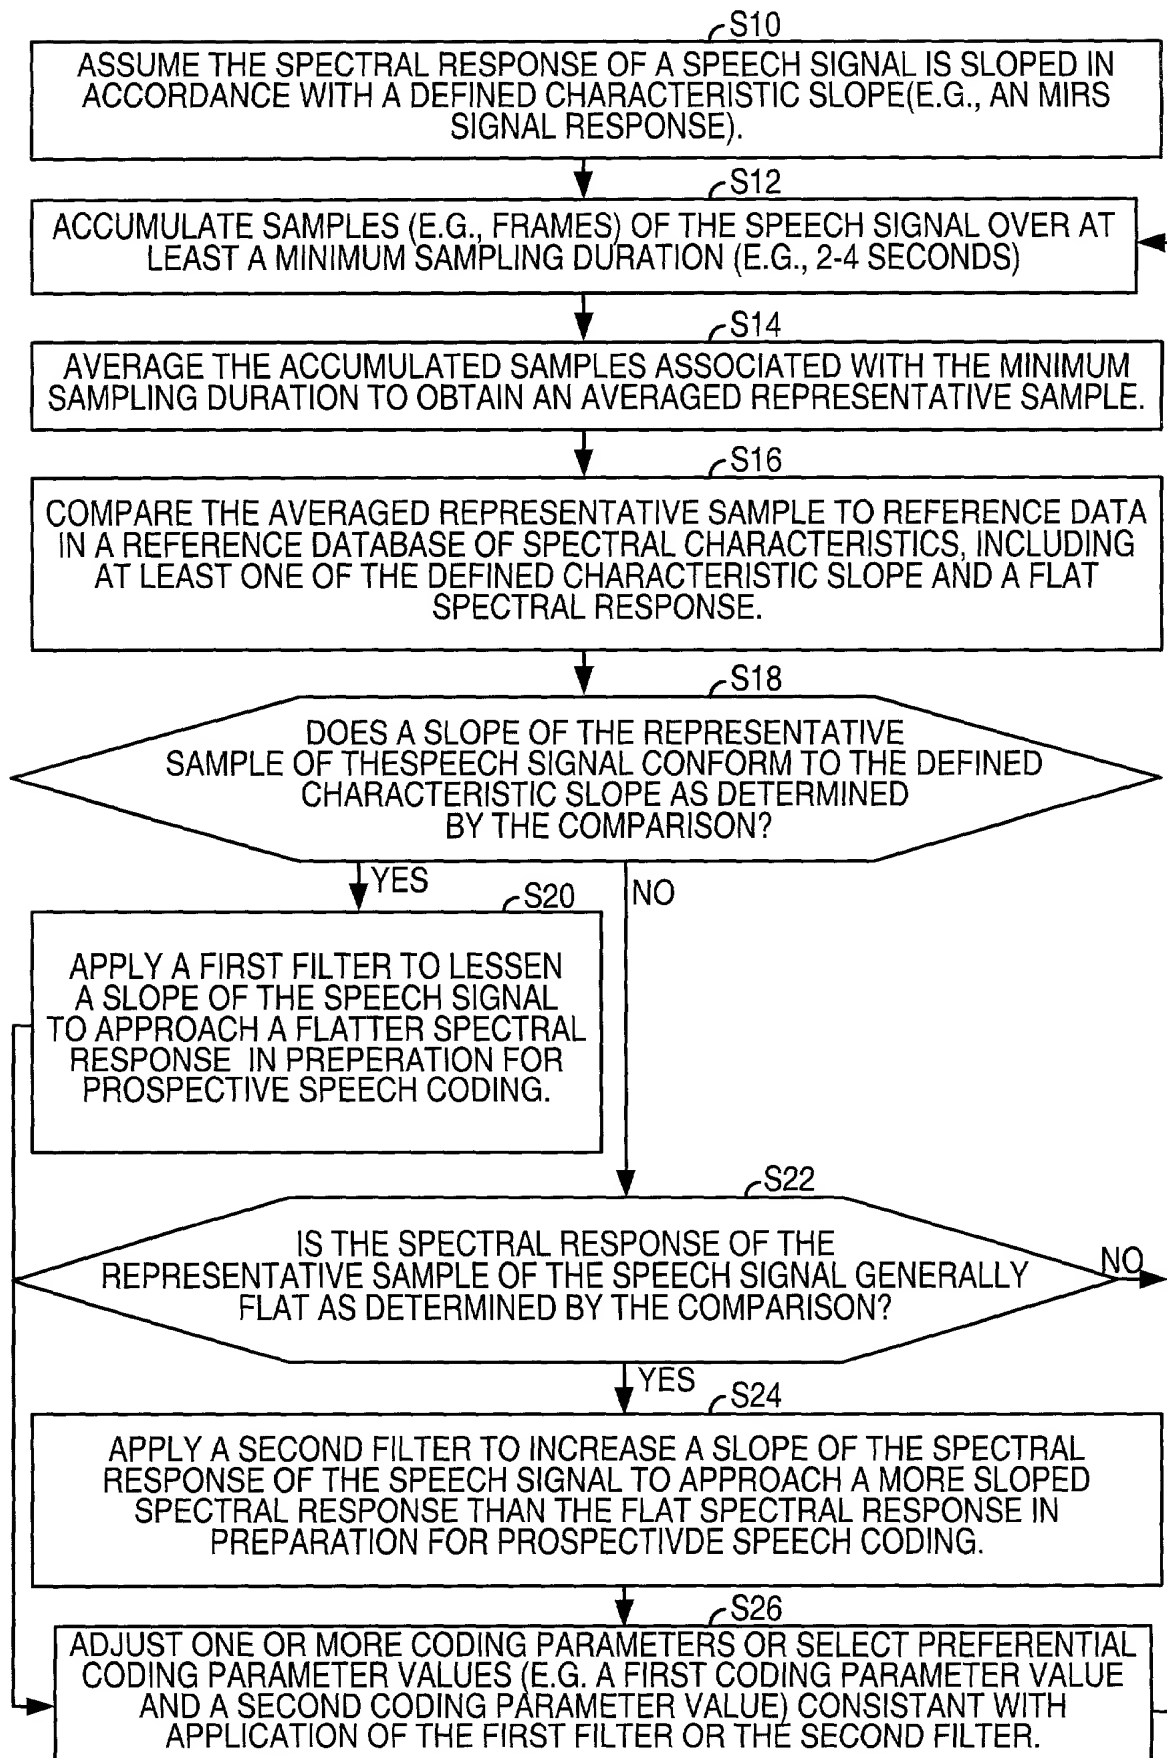 S10
ASSUME THE SPECTRAL RESPONSE OF A SPEECH SIGNAL IS SLOPED IN
ACCORDANCE WITH A DEFINED CHARACTERISTIC SLOPE(E.G., AN MIRS
SIGNAL RESPONSE).
S12
ACCUMULATE SAMPLES (E.G., FRAMES) OF THE SPEECH SIGNAL OVER AT
LEAST A MINIMUM SAMPLING DURATION (E.G., 2-4 SECONDS)
S14
AVERAGE THE ACCUMULATED SAMPLES ASSOCIATED WITH THE MINIMUM
SAMPLING DURATION TO OBTAIN AN AVERAGED REPRESENTATIVE SAMPLE.
S16
COMPARE THE AVERAGED REPRESENTATIVE SAMPLE TO REFERENCE DATA
IN A REFERENCE DATABASE OF SPECTRAL CHARACTERISTICS, INCLUDING
AT LEAST ONE OF THE DEFINED CHARACTERISTIC SLOPE AND A FLAT
SPECTRAL RESPONSE.
S18
DOES A SLOPE OF THE REPRESENTATIVE
SAMPLE OF THESPEECH SIGNAL CONFORM TO THE DEFINED
CHARACTERISTIC SLOPE AS DETERMINED
BY THE COMPARISON?
YES
NO
S20
APPLY A FIRST FILTER TO LESSEN
A SLOPE OF THE SPEECH SIGNAL
TO APPROACH A FLATTER SPECTRAL
RESPONSE IN PREPERATION FOR
PROSPECTIVE SPEECH CODING.
S22
IS THE SPECTRAL RESPONSE OF THE
REPRESENTATIVE SAMPLE OF THE SPEECH SIGNAL GENERALLY
FLAT AS DETERMINED BY THE COMPARISON?
NO
YES
S24
APPLY A SECOND FILTER TO INCREASE A SLOPE OF THE SPECTRAL
RESPONSE OF THE SPEECH SIGNAL TO APPROACH A MORE SLOPED
SPECTRAL RESPONSE THAN THE FLAT SPECTRAL RESPONSE IN
PREPARATION FOR PROSPECTIVDE SPEECH CODING.
S26
ADJUST ONE OR MORE CODING PARAMETERS OR SELECT PREFERENTIAL
CODING PARAMETER VALUES (E.G. A FIRST CODING PARAMETER VALUE
AND A SECOND CODING PARAMETER VALUE) CONSISTANT WITH
APPLICATION OF THE FIRST FILTER OR THE SECOND FILTER.